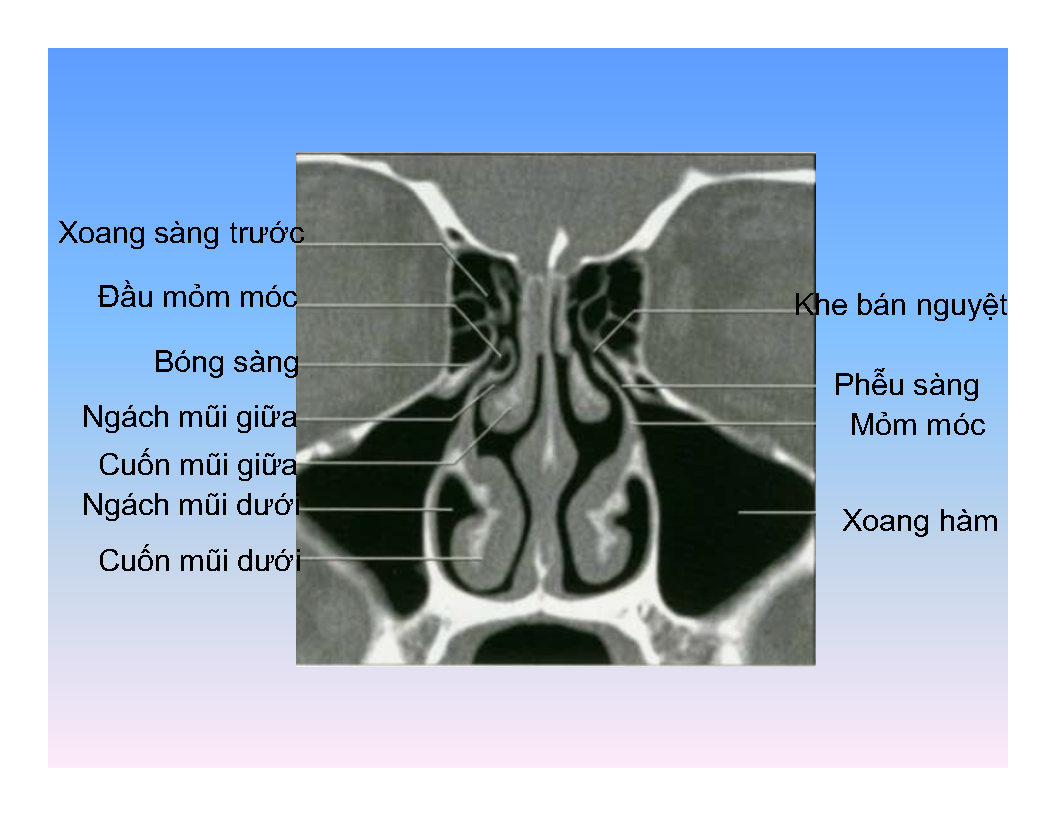 Xoang sàng trước
Đầu mỏm móc
Bóng sàng
Ngách mũi giữa
Cuốn mũi giữa
Ngách mũi dưới
Cuốn mũi dưới
Khe bán nguyệt
Phễu sàng
Mỏm móc
Xoang hàm